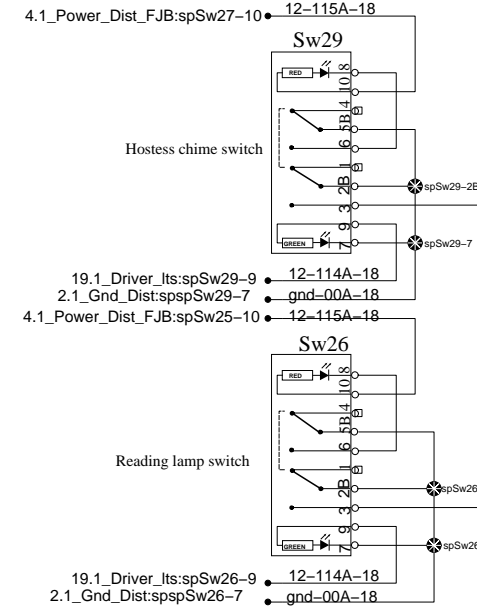 4.1_Power_Dist_FJB:spSw27-10 12-115A-18
Sw29
RED
8
10
4
5B
Hostess chime switch
6
1
2B
spSw29-2B
3
9
GREEN
7
spSw29-7
19.1_Driver_lts:spSw29-9 12-114A-18
2.1_Gnd_Dist:spspSw29-7 gnd-00A-18
4.1_Power_Dist_FJB:spSw25-10 12-115A-18
Sw26
RED
8
10
4
5B
Reading lamp switch
6
1
2B
spSw26
3
9
GREEN
7
spSw26
19.1_Driver_lts:spSw26-9 12-114A-18
2.1_Gnd_Dist:spspSw26-7 gnd-00A-18